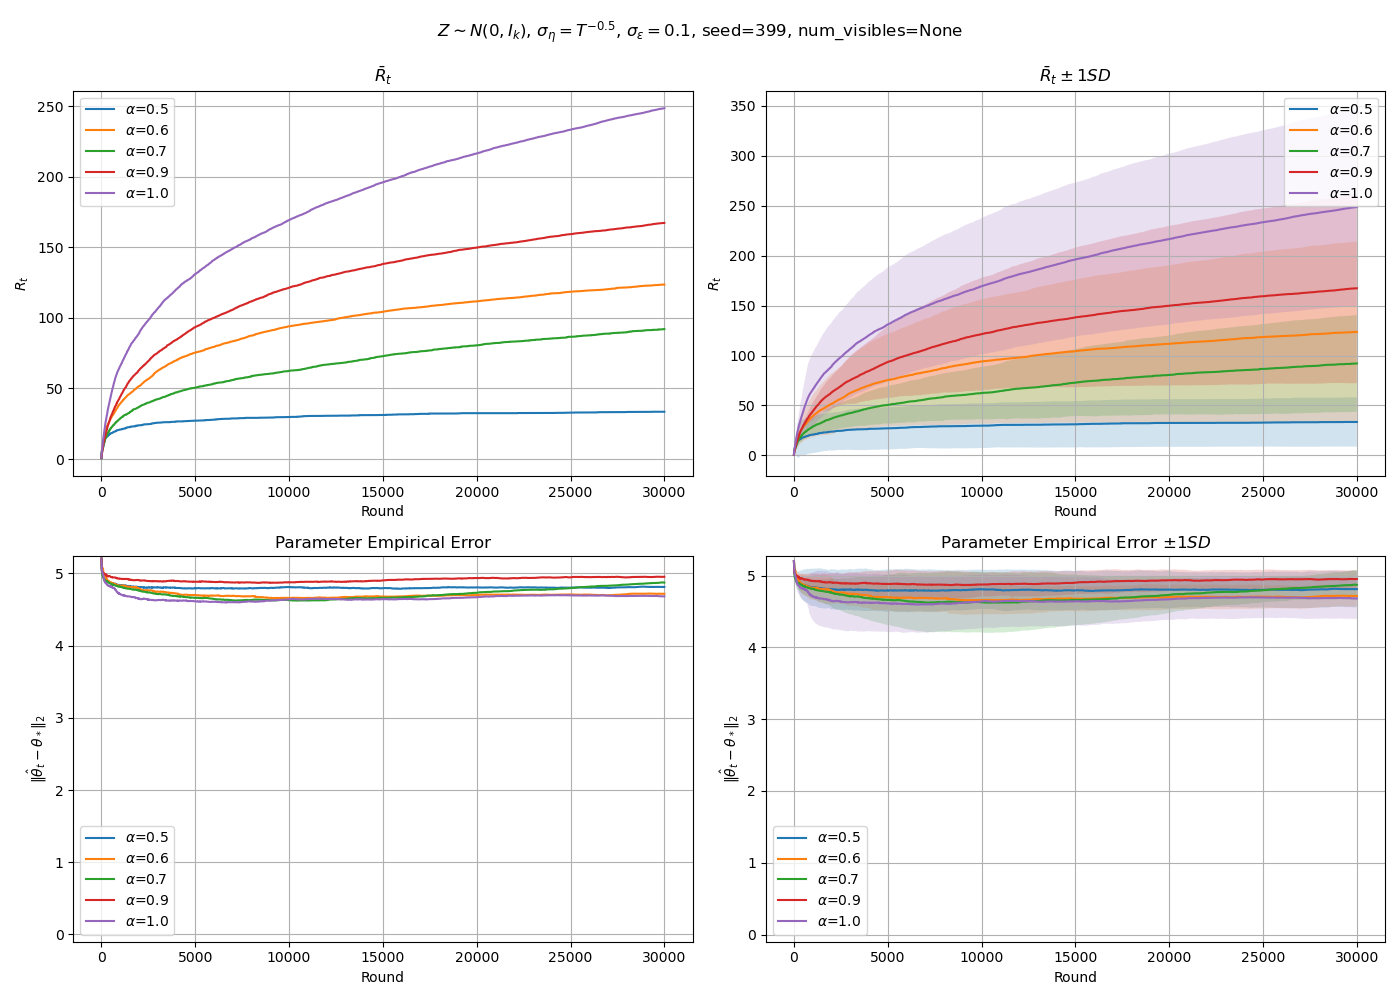 Z ∼ N(0, I_k), σ_η = T^{−0.5}, σ_ε = 0.1, seed=399, num_visibles=None
R̄_t
R_t
250
200
150
100
50
0
α=0.5
α=0.6
α=0.7
α=0.9
α=1.0
0 5000 10000 15000 20000 25000 30000
Round
R̄_t ± 1SD
R_t
350
300
250
200
150
100
50
0
α=0.5
α=0.6
α=0.7
α=0.9
α=1.0
0 5000 10000 15000 20000 25000 30000
Round
Parameter Empirical Error
‖θ̂_t − θ_*‖_2
5
4
3
2
1
0
α=0.5
α=0.6
α=0.7
α=0.9
α=1.0
0 5000 10000 15000 20000 25000 30000
Round
Parameter Empirical Error ±1SD
‖θ̂_t − θ_*‖_2
5
4
3
2
1
0
α=0.5
α=0.6
α=0.7
α=0.9
α=1.0
0 5000 10000 15000 20000 25000 30000
Round